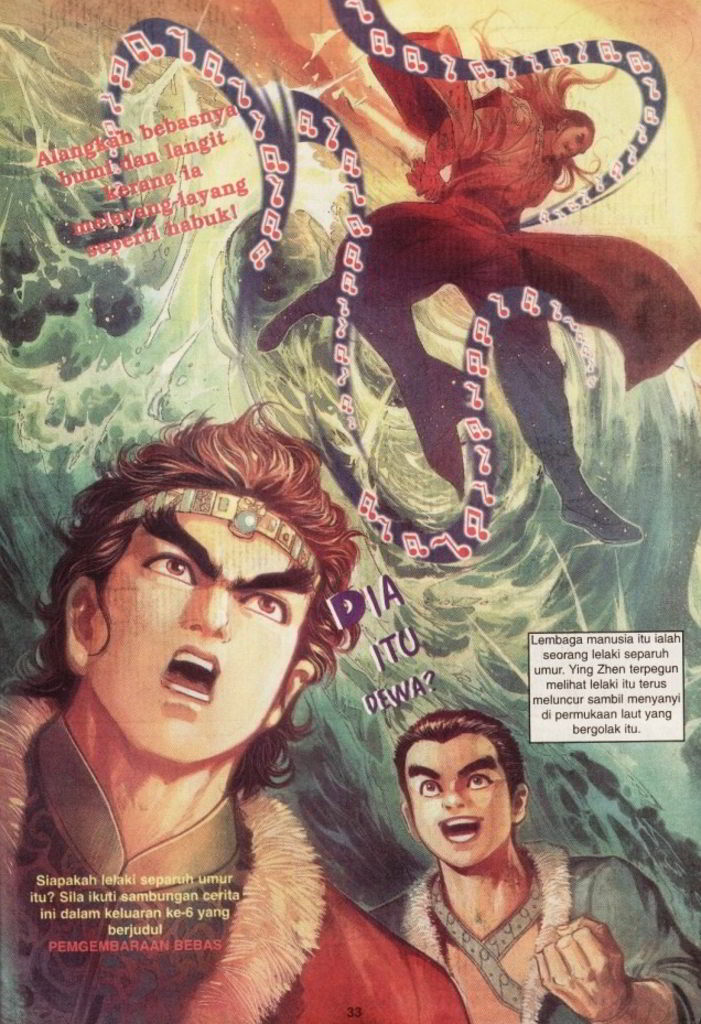 Alangkah bebasnya
bumi dan langit
kerana ia
melayang-layang
seperti habuk!
DIA
ITU
DEWA?
Lembaga manusia itu ialah
seorang lelaki separuh
umur. Ying Zhen terpegun
melihat lelaki itu terus
meluncur sambil menyanyi
di permukaan laut yang
bergolak itu.
Siapakah lelaki separuh umur
itu? Sila ikuti sambungan cerita
ini dalam keluaran ke-6 yang
berjudul
PEMGEMBARAAN BEBAS
33